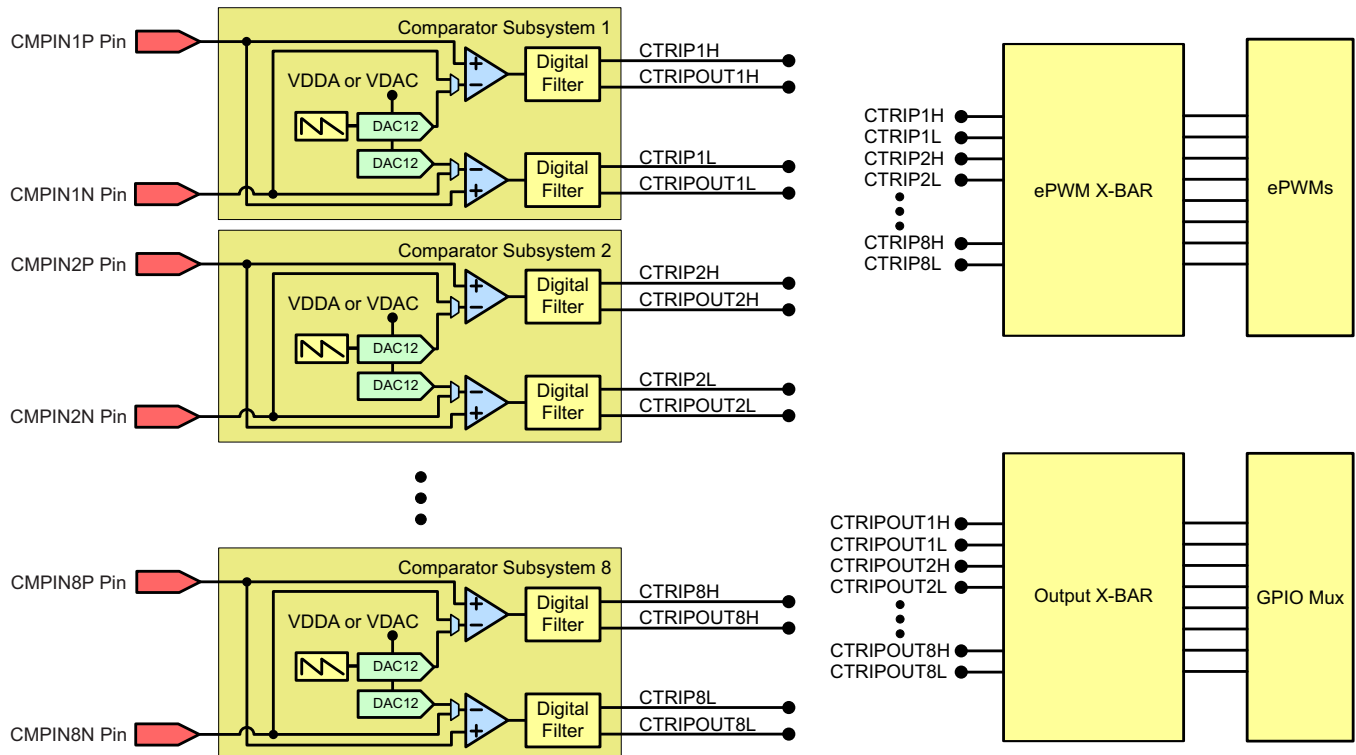 Comparator Subsystem 1
CMPIN1P Pin
VDDA or VDAC
DAC12
DAC12
CMPIN1N Pin
Digital
Filter
Digital
Filter
CTRIP1H
CTRIPOUT1H
CTRIP1L
CTRIPOUT1L
Comparator Subsystem 2
CMPIN2P Pin
VDDA or VDAC
DAC12
DAC12
CMPIN2N Pin
Digital
Filter
Digital
Filter
CTRIP2H
CTRIPOUT2H
CTRIP2L
CTRIPOUT2L
Comparator Subsystem 8
CMPIN8P Pin
VDDA or VDAC
DAC12
DAC12
CMPIN8N Pin
Digital
Filter
Digital
Filter
CTRIP8H
CTRIPOUT8H
CTRIP8L
CTRIPOUT8L
CTRIP1H
CTRIP1L
CTRIP2H
CTRIP2L
CTRIP8H
CTRIP8L
ePWM X-BAR
ePWMs
CTRIPOUT1H
CTRIPOUT1L
CTRIPOUT2H
CTRIPOUT2L
CTRIPOUT8H
CTRIPOUT8L
Output X-BAR
GPIO Mux